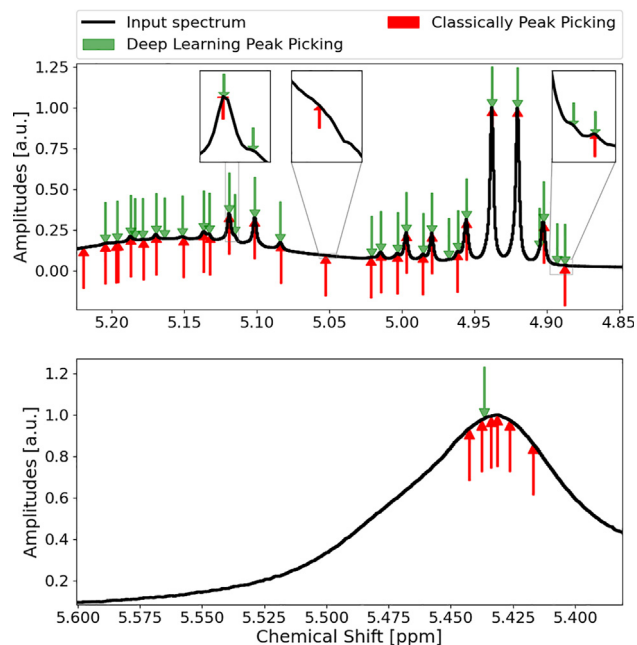 Input spectrum
Deep Learning Peak Picking
Classically Peak Picking
Amplitudes [a.u.]
1.25
1.00
0.75
0.50
0.25
0.00
5.20 5.15 5.10 5.05 5.00 4.95 4.90 4.85
Amplitudes [a.u.]
1.2
1.0
0.8
0.6
0.4
0.2
5.600 5.575 5.550 5.525 5.500 5.475 5.450 5.425 5.400
Chemical Shift [ppm]